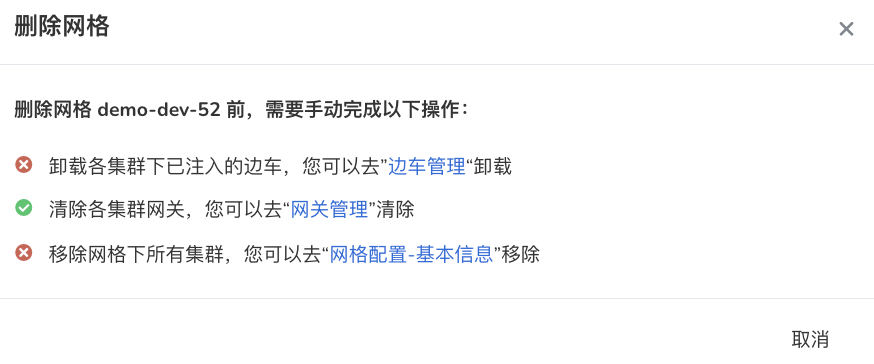 删除网格
删除网格 demo-dev-52 前，需要手动完成以下操作：
卸载各集群下已注入的边车，您可以去”边车管理“卸载
清除各集群网关，您可以去“网关管理”清除
移除网格下所有集群，您可以去“网格配置-基本信息”移除
取消